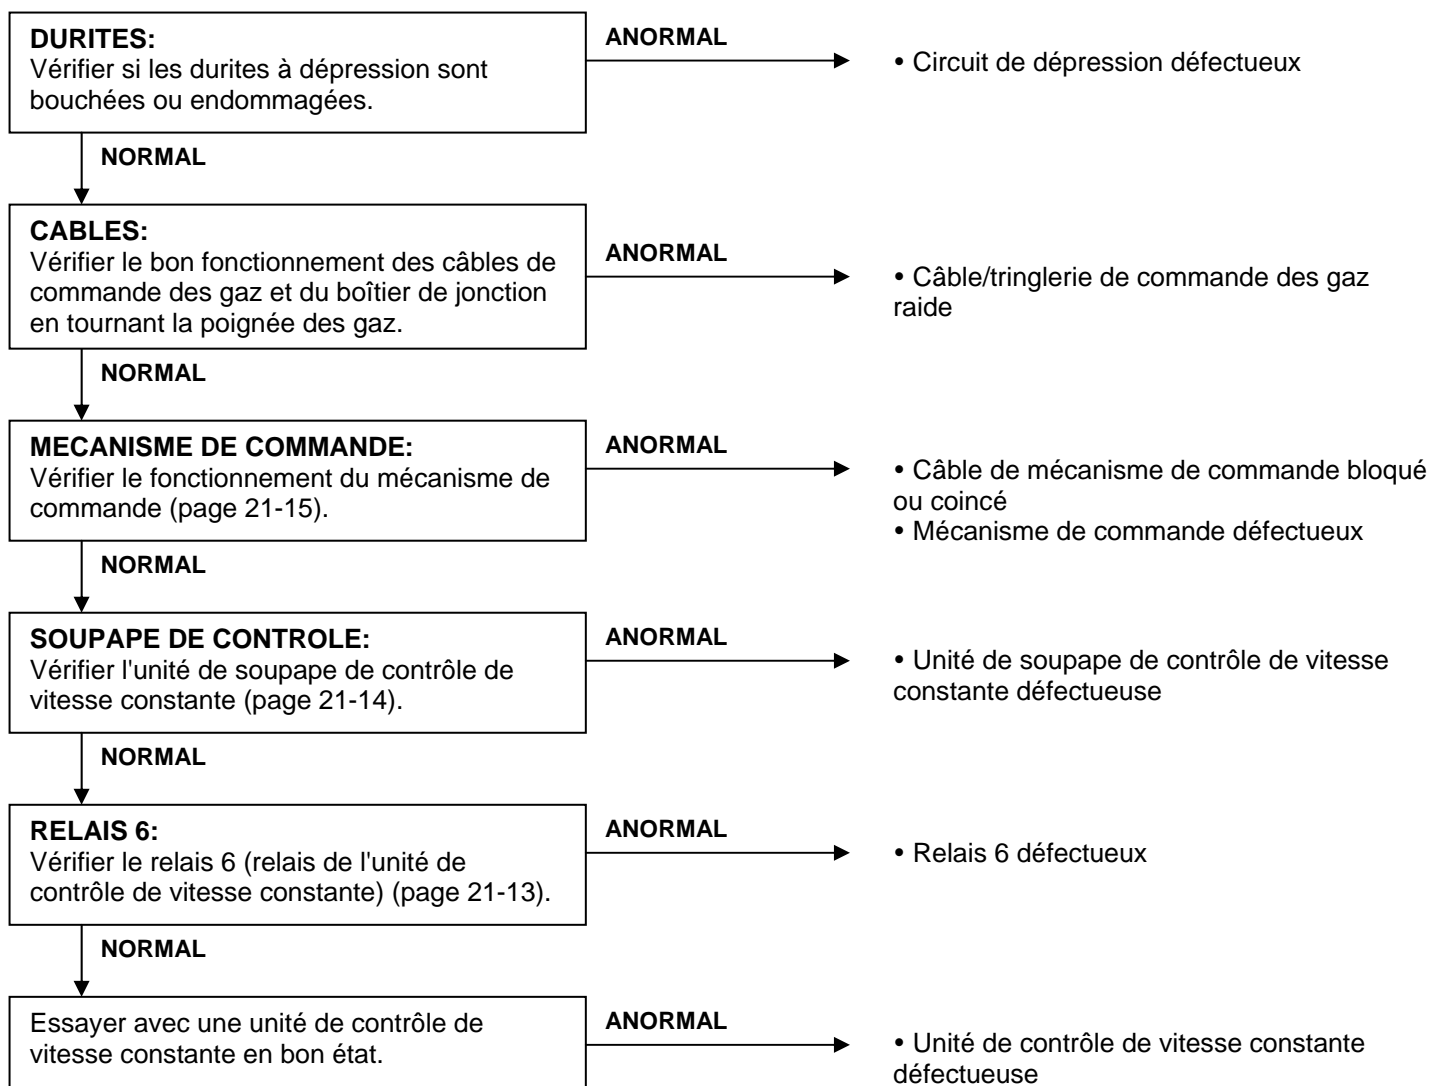 DURITES:
Vérifier si les durites à dépression sont
bouchées ou endommagées.
ANORMAL
• Circuit de dépression défectueux
NORMAL
CABLES:
Vérifier le bon fonctionnement des câbles de
commande des gaz et du boîtier de jonction
en tournant la poignée des gaz.
ANORMAL
• Câble/tringlerie de commande des gaz
raide
NORMAL
MECANISME DE COMMANDE:
Vérifier le fonctionnement du mécanisme de
commande (page 21-15).
ANORMAL
• Câble de mécanisme de commande bloqué
ou coincé
• Mécanisme de commande défectueux
NORMAL
SOUPAPE DE CONTROLE:
Vérifier l'unité de soupape de contrôle de
vitesse constante (page 21-14).
ANORMAL
• Unité de soupape de contrôle de vitesse
constante défectueuse
NORMAL
RELAIS 6:
Vérifier le relais 6 (relais de l'unité de
contrôle de vitesse constante) (page 21-13).
ANORMAL
• Relais 6 défectueux
NORMAL
Essayer avec une unité de contrôle de
vitesse constante en bon état.
ANORMAL
• Unité de contrôle de vitesse constante
défectueuse